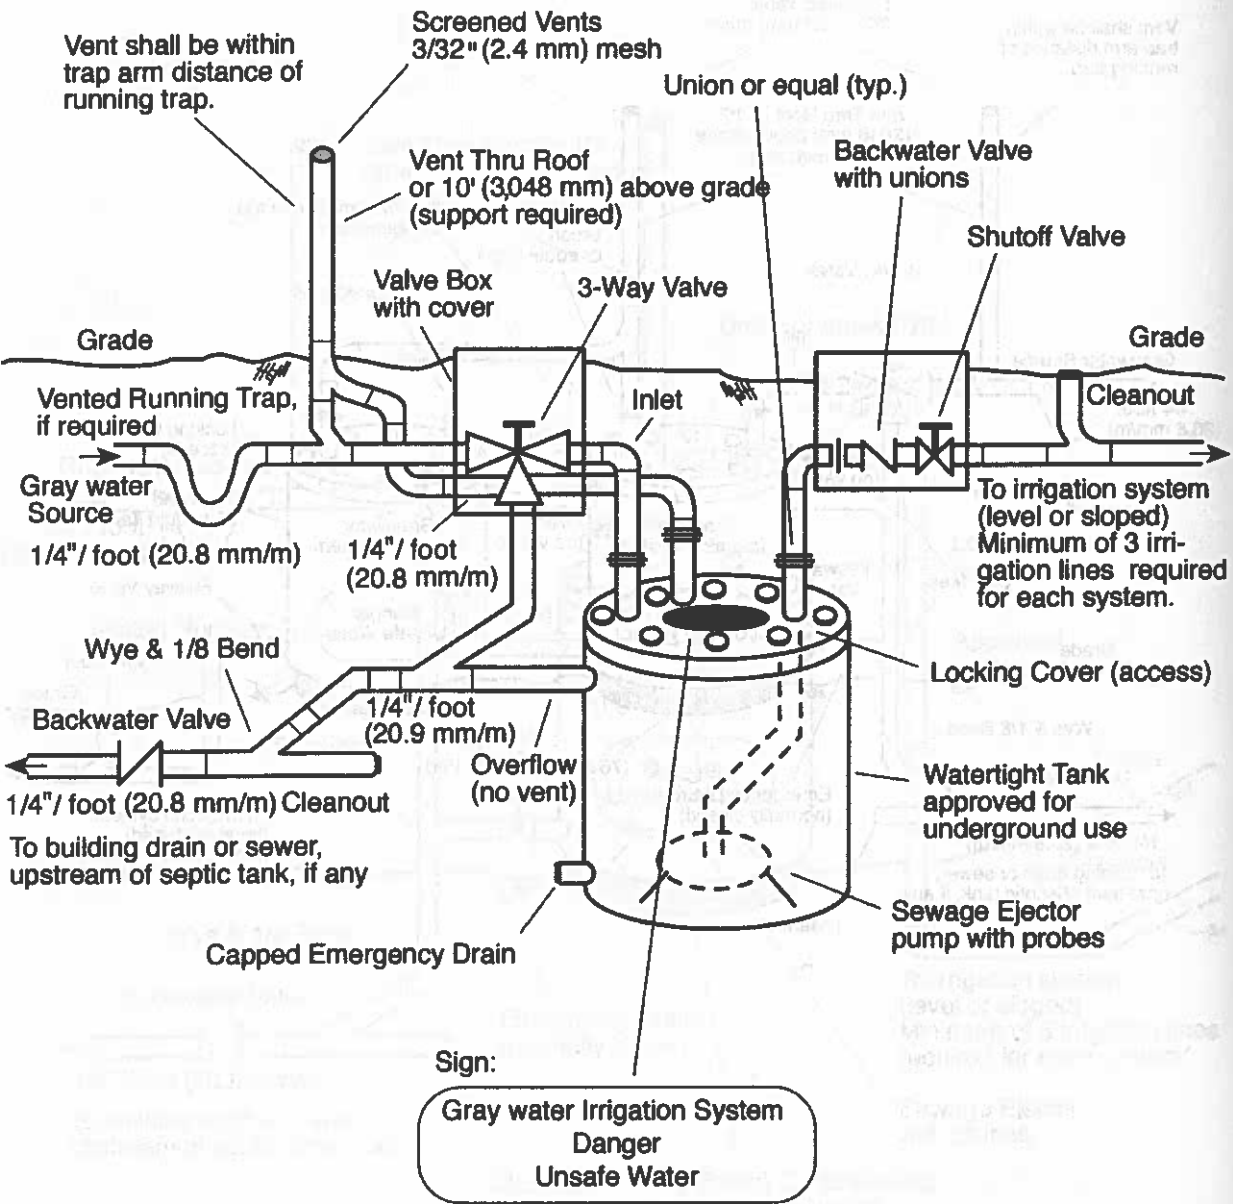 Screened Vents
3/32" (2.4 mm) mesh
Vent shall be within
trap arm distance of
running trap.
Union or equal (typ.)
Vent Thru Roof
or 10' (3,048 mm) above grade
(support required)
Backwater Valve
with unions
Shutoff Valve
Valve Box
with cover
3-Way Valve
Grade
Grade
Vented Running Trap,
if required
Inlet
Cleanout
Gray water
Source
1/4"/ foot (20.8 mm/m)
1/4"/ foot
(20.8 mm/m)
To irrigation system
(level or sloped)
Minimum of 3 irri-
gation lines required
for each system.
Wye & 1/8 Bend
Locking Cover (access)
Backwater Valve
1/4"/ foot
(20.9 mm/m)
Overflow
(no vent)
1/4"/ foot (20.8 mm/m) Cleanout
Watertight Tank
approved for
underground use
To building drain or sewer,
upstream of septic tank, if any
Sewage Ejector
pump with probes
Capped Emergency Drain
Sign:
Gray water Irrigation System
Danger
Unsafe Water